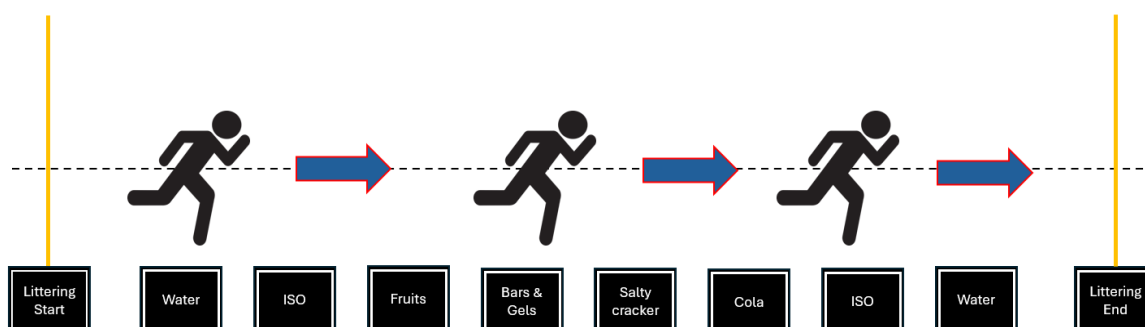 Littering
Start
Water
ISO
Fruits
Bars &
Gels
Salty
cracker
Cola
ISO
Water
Littering
End